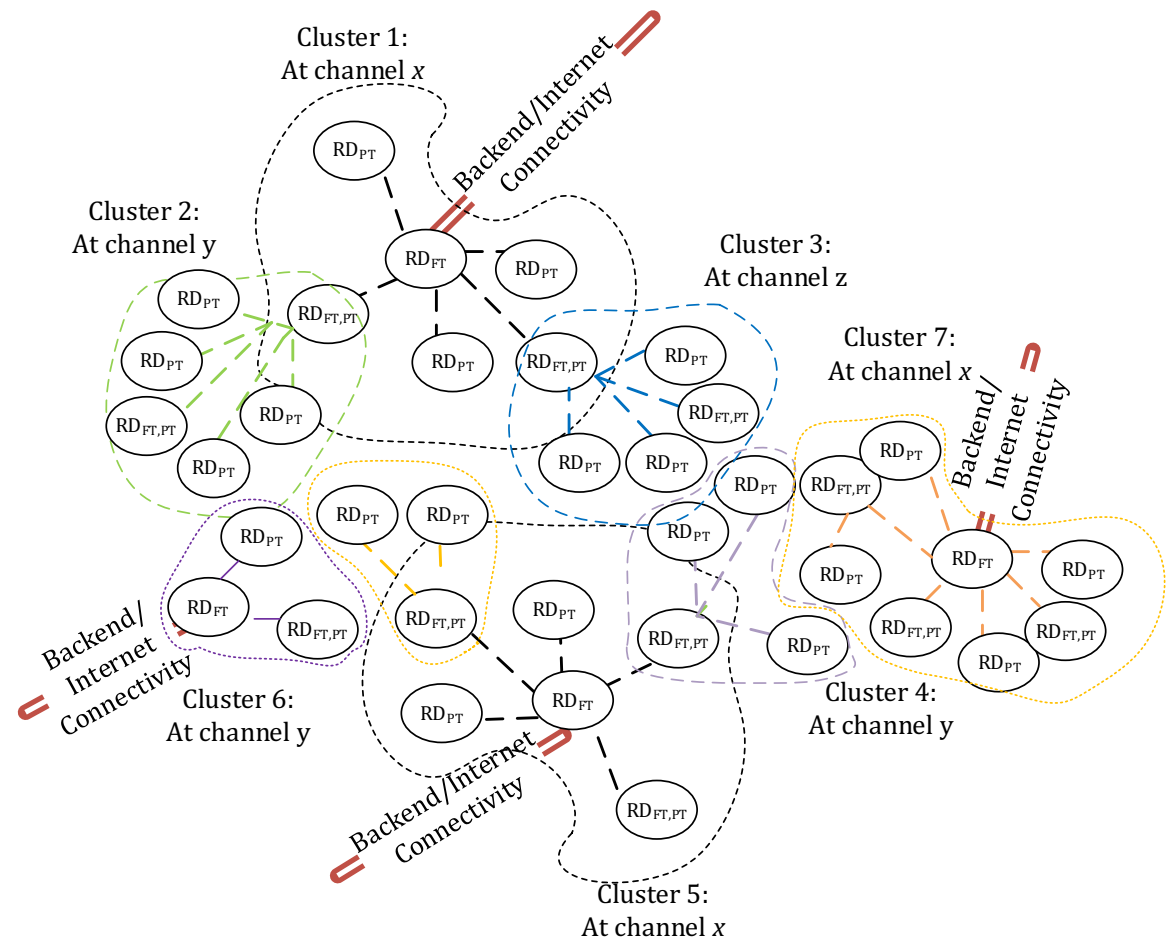 Cluster 1:
At channel x
Backend/Internet
Connectivity
RDPT
Cluster 2:
At channel y
RDFT
RDPT
Cluster 3:
At channel z
RDPT
RDFT,PT
RDPT
RDPT
RDFT,PT
RDPT
RDFT,PT
RDPT
RDFT,PT
RDPT
RDPT
RDPT
RDPT
Cluster 7:
At channel x
Backend/
Internet
Connectivity
RDPT
RDFT,PT
RDPT
RDPT
RDPT
RDPT
RDPT
RDFT
RDPT
RDPT
RDFT
RDFT,PT
RDFT,PT
RDPT
RDFT,PT
RDPT
RDFT,PT
RDFT,PT
RDPT
RDPT
Backend/
Internet
Connectivity
Cluster 6:
At channel y
RDPT
RDFT
Cluster 4:
At channel y
Backend/Internet
Connectivity
RDFT,PT
Cluster 5:
At channel x